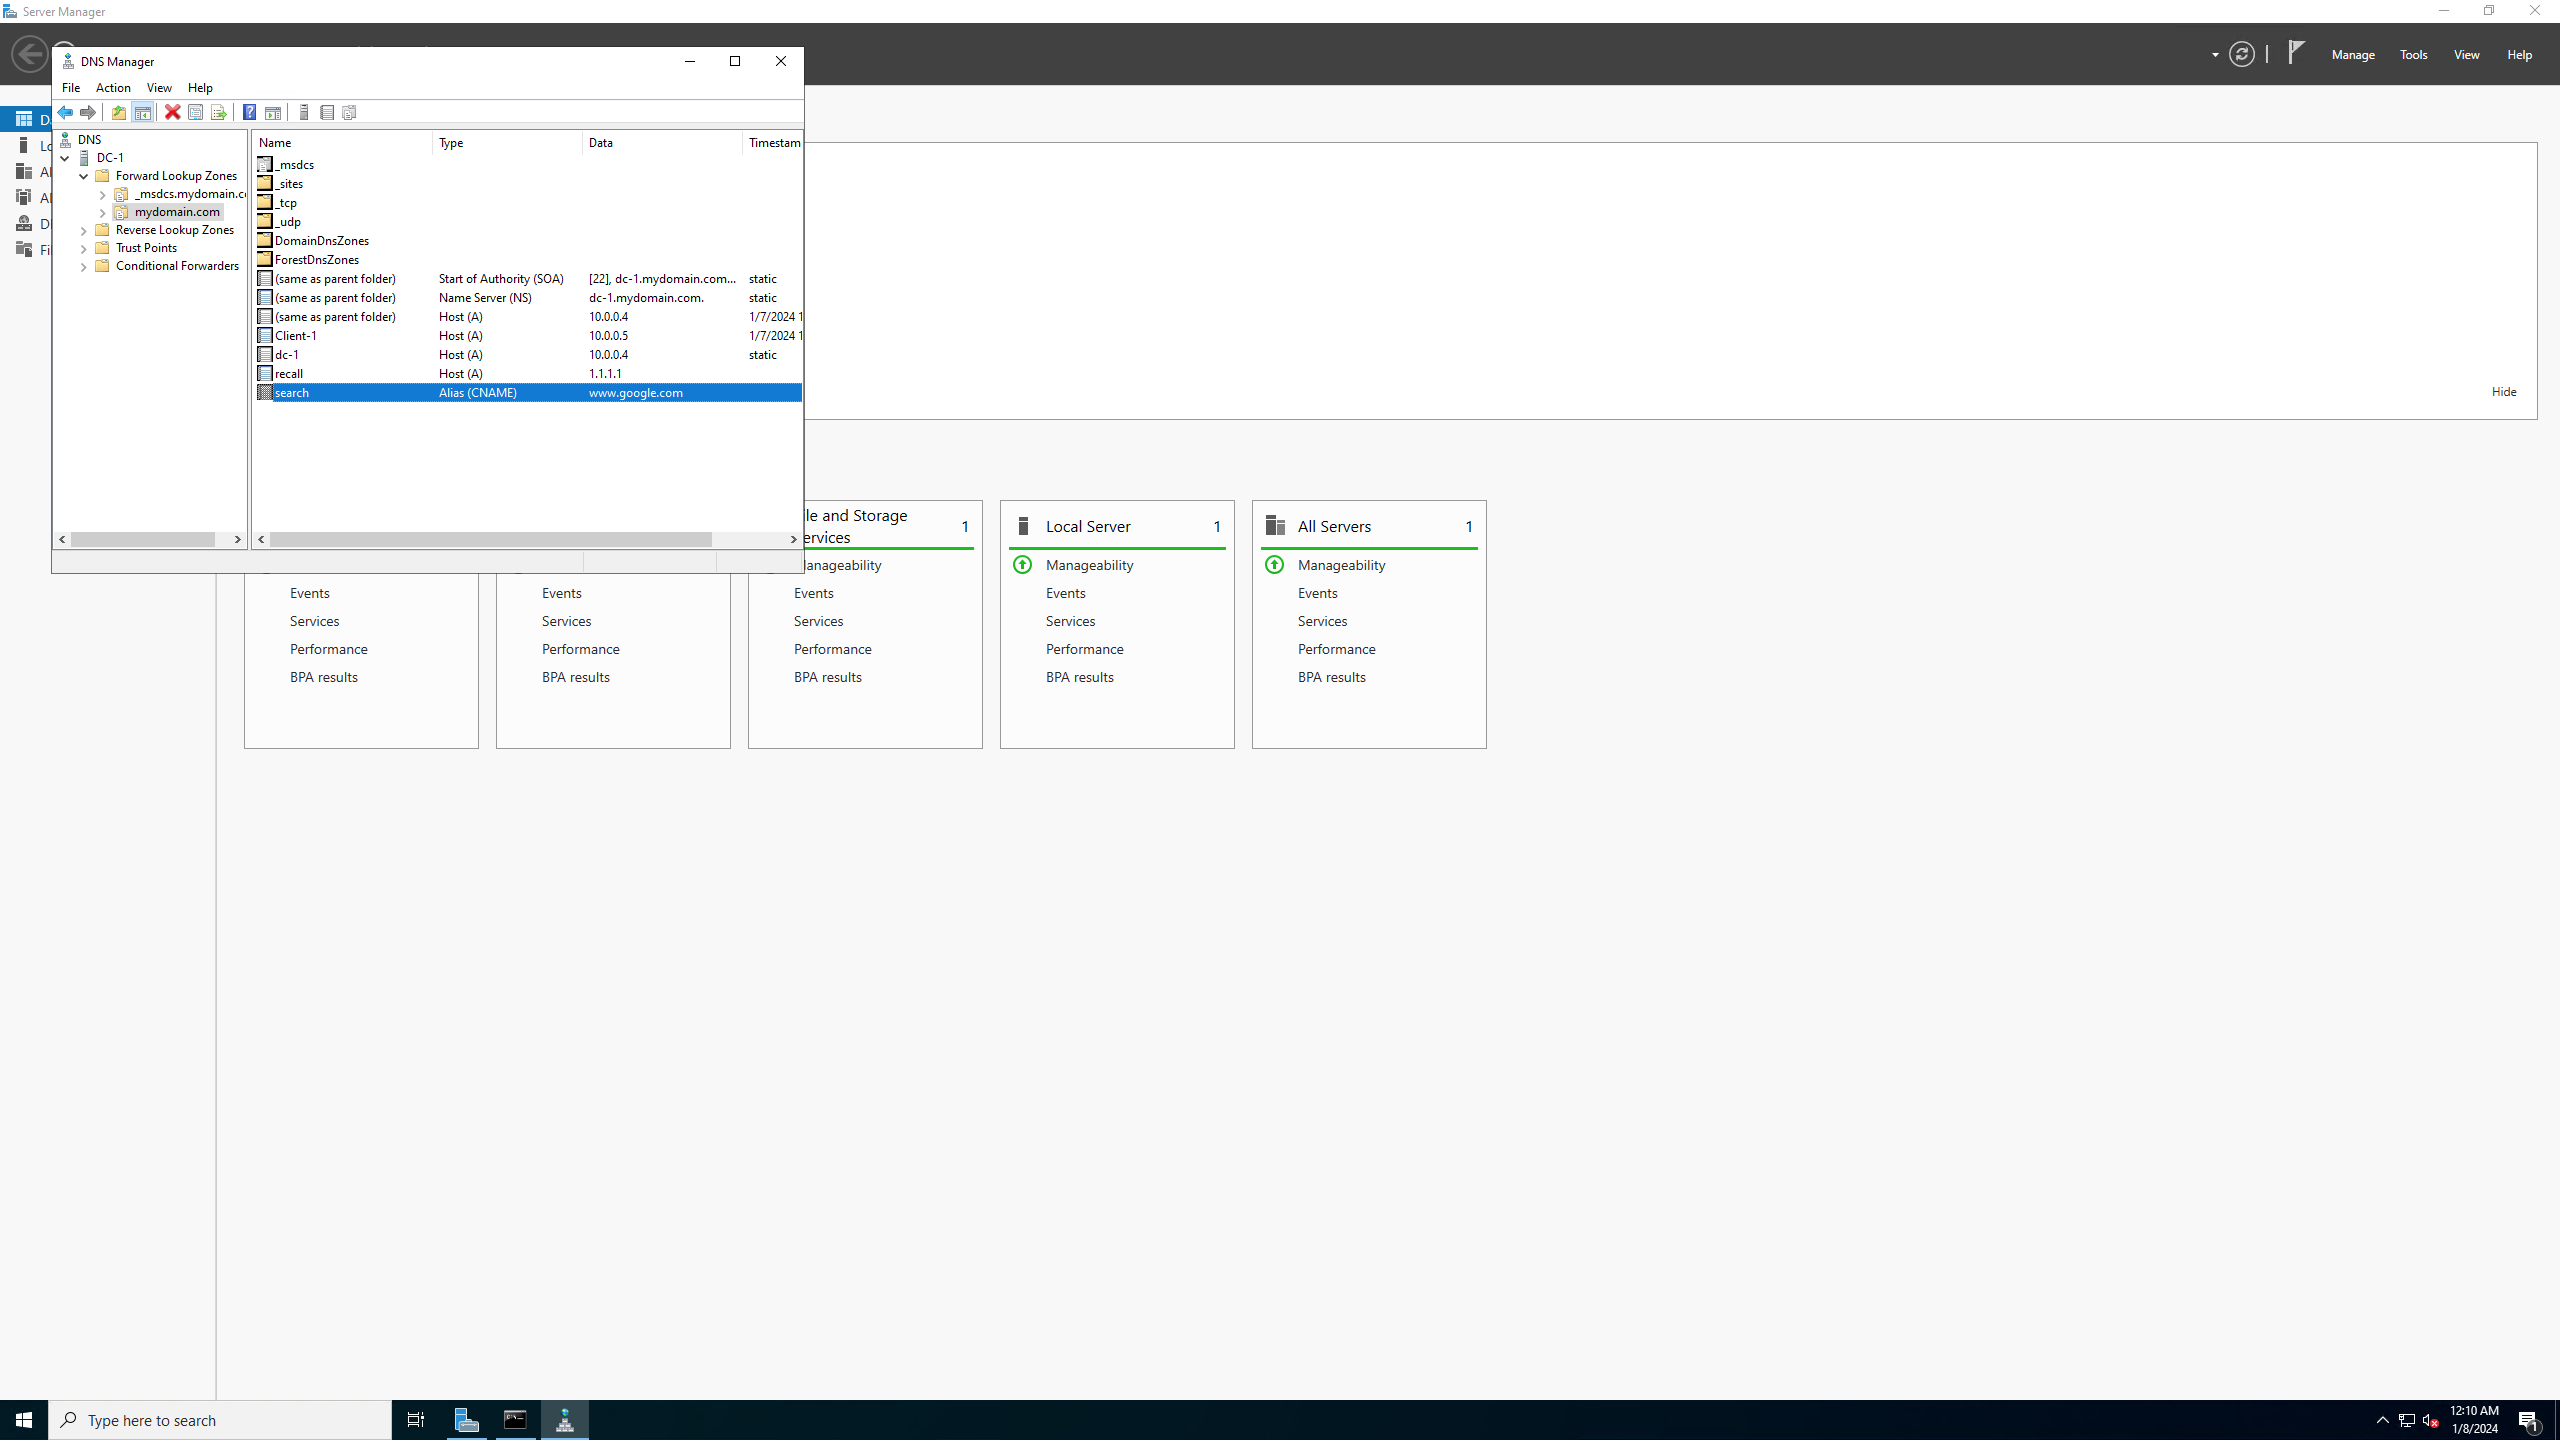 Server Manager
Manage
Tools
View
Help
DNS Manager
File
Action
View
Help
DNS
DC-1
Forward Lookup Zones
_msdcs.mydomain.c
mydomain.com
Reverse Lookup Zones
Trust Points
Conditional Forwarders
Name Type Data Timestam
_msdcs
_sites
_tcp
_udp
DomainDnsZones
ForestDnsZones
(same as parent folder) Start of Authority (SOA) [22], dc-1.mydomain.com... static
(same as parent folder) Name Server (NS) dc-1.mydomain.com. static
(same as parent folder) Host (A) 10.0.0.4 1/7/2024 1
Client-1 Host (A) 10.0.0.5 1/7/2024 1
dc-1 Host (A) 10.0.0.4 static
recall Host (A) 1.1.1.1
search Alias (CNAME) www.google.com
Hide
le and Storage
ervices
1
Manageability
Events
Services
Performance
BPA results
Local Server 1
Manageability
Events
Services
Performance
BPA results
All Servers 1
Manageability
Events
Services
Performance
BPA results
Events
Services
Performance
BPA results
Events
Services
Performance
BPA results
Type here to search
12:10 AM
1/8/2024
1